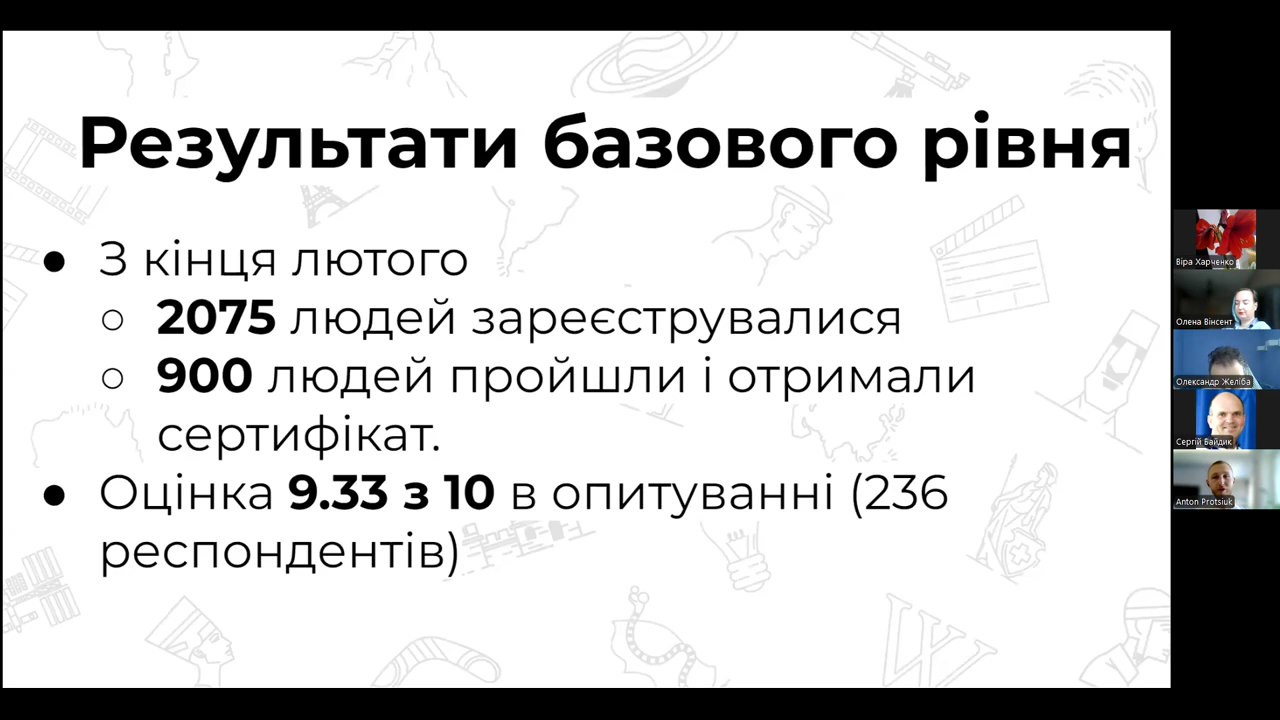 Результати базового рівня
● З кінця лютого
○ 2075 людей зареєструвалися
○ 900 людей пройшли і отримали
сертифікат.
● Оцінка 9.33 з 10 в опитуванні (236
респондентів)
Віра Харченко
Олена Вінсент
Олександр Желіба
Сергій Байдик
Anton Protsiuk